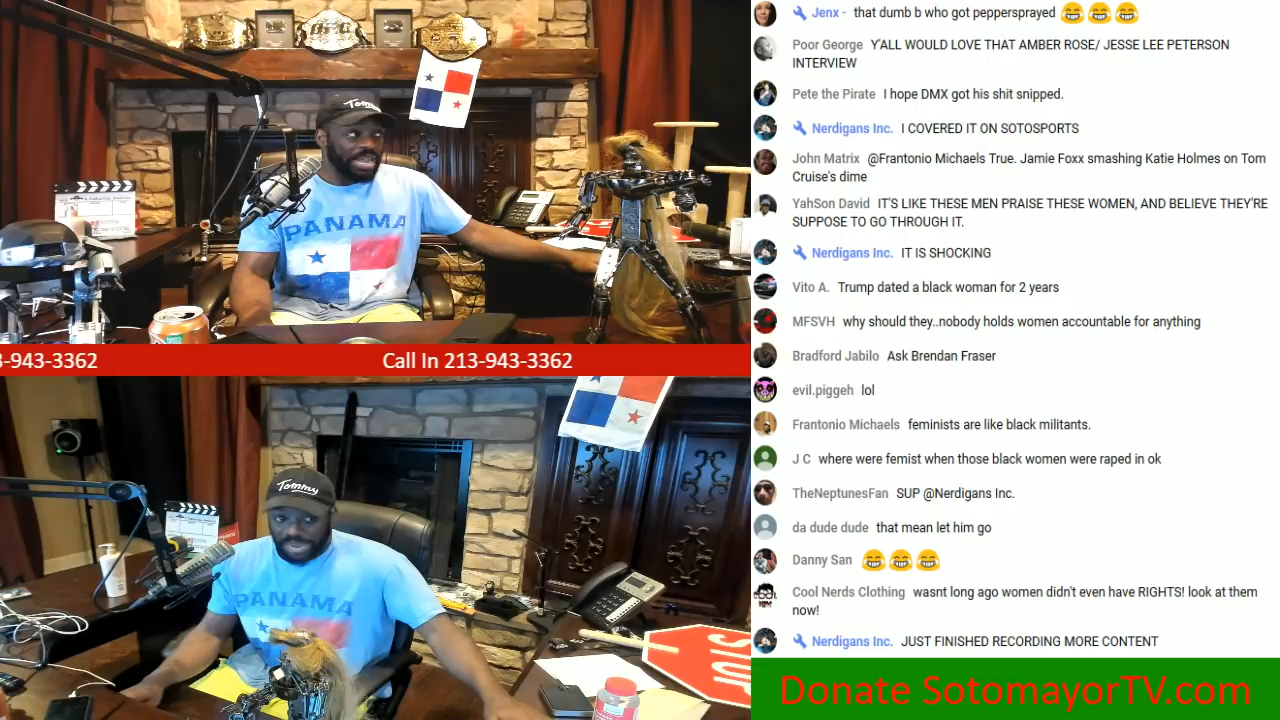 Tommy
PANAMA
3-943-3362
Call In 213-943-3362
Tommy
PANAMA
STOP
Jenx - that dumb b who got peppersprayed 😂 😂 😂
Poor George Y'ALL WOULD LOVE THAT AMBER ROSE/ JESSE LEE PETERSON
INTERVIEW
Pete the Pirate I hope DMX got his shit snipped.
Nerdigans Inc. I COVERED IT ON SOTOSPORTS
John Matrix @Frantonio Michaels True. Jamie Foxx smashing Katie Holmes on Tom
Cruise's dime
YahSon David IT'S LIKE THESE MEN PRAISE THESE WOMEN, AND BELIEVE THEY'RE
SUPPOSE TO GO THROUGH IT.
Nerdigans Inc. IT IS SHOCKING
Vito A. Trump dated a black woman for 2 years
MFSVH why should they..nobody holds women accountable for anything
Bradford Jabilo Ask Brendan Fraser
evil.piggeh lol
Frantonio Michaels feminists are like black militants.
J C where were femist when those black women were raped in ok
TheNeptunesFan SUP @Nerdigans Inc.
da dude dude that mean let him go
Danny San 😂 😂 😂
Cool Nerds Clothing wasnt long ago women didn't even have RIGHTS! look at them
now!
Nerdigans Inc. JUST FINISHED RECORDING MORE CONTENT
Donate SotomayorTV.com